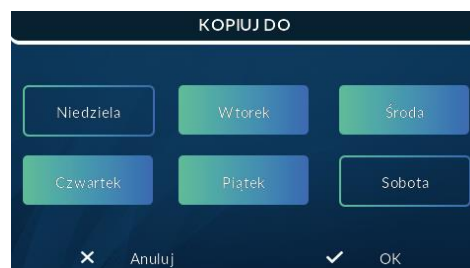 KOPIUJ DO
Niedziela Wtorek Środa
Czwartek Piątek Sobota
Anuluj OK